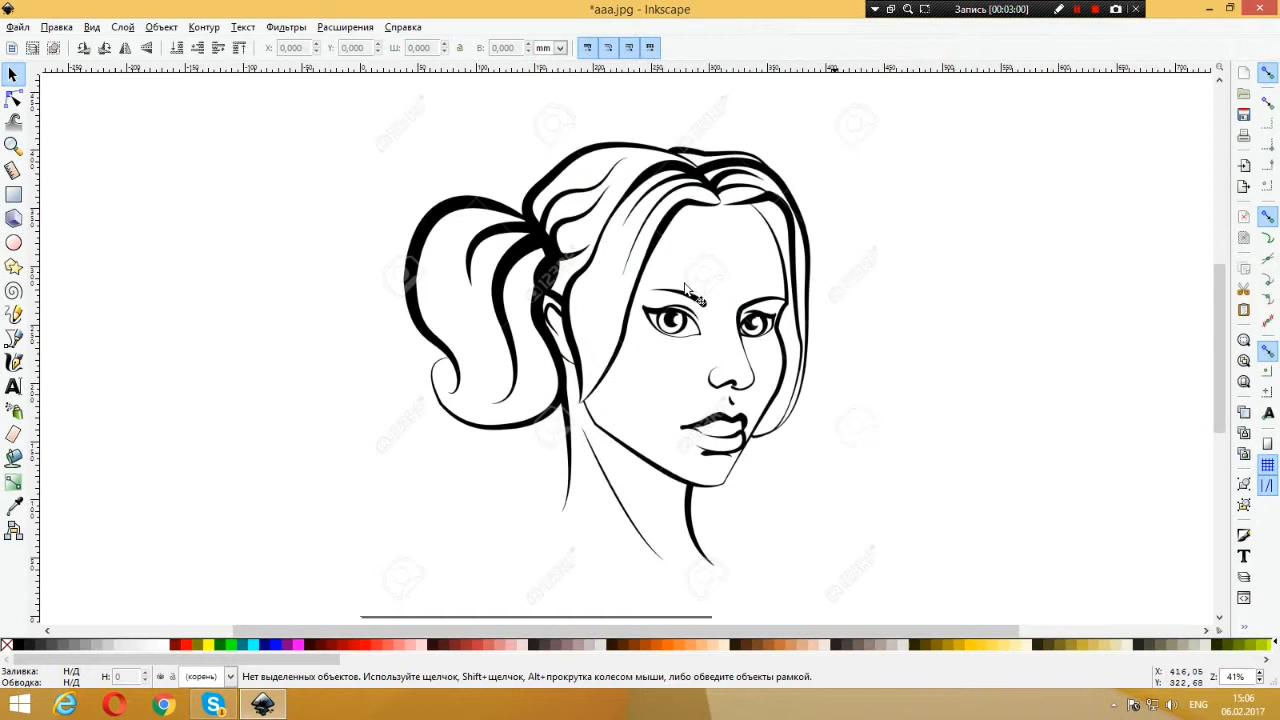 *aaa.jpg - Inkscape
Запись [00:03:00]
Файл Правка Вид Слой Объект Контур Текст Фильтры Расширения Справка
X: 0,000 Y: 0,000 Ш: 0,000 В: 0,000 mm
123RF
Заливка: Н/Д
Обводка: Н/Д
Н: 0
(корень)
Нет выделенных объектов. Используйте щелчок, Shift+щелчок, Alt+прокрутка колесом мыши, либо обведите объекты рамкой.
X: 416,05
Y: 322,68
Z: 41%
ENG
15:06
06.02.2017